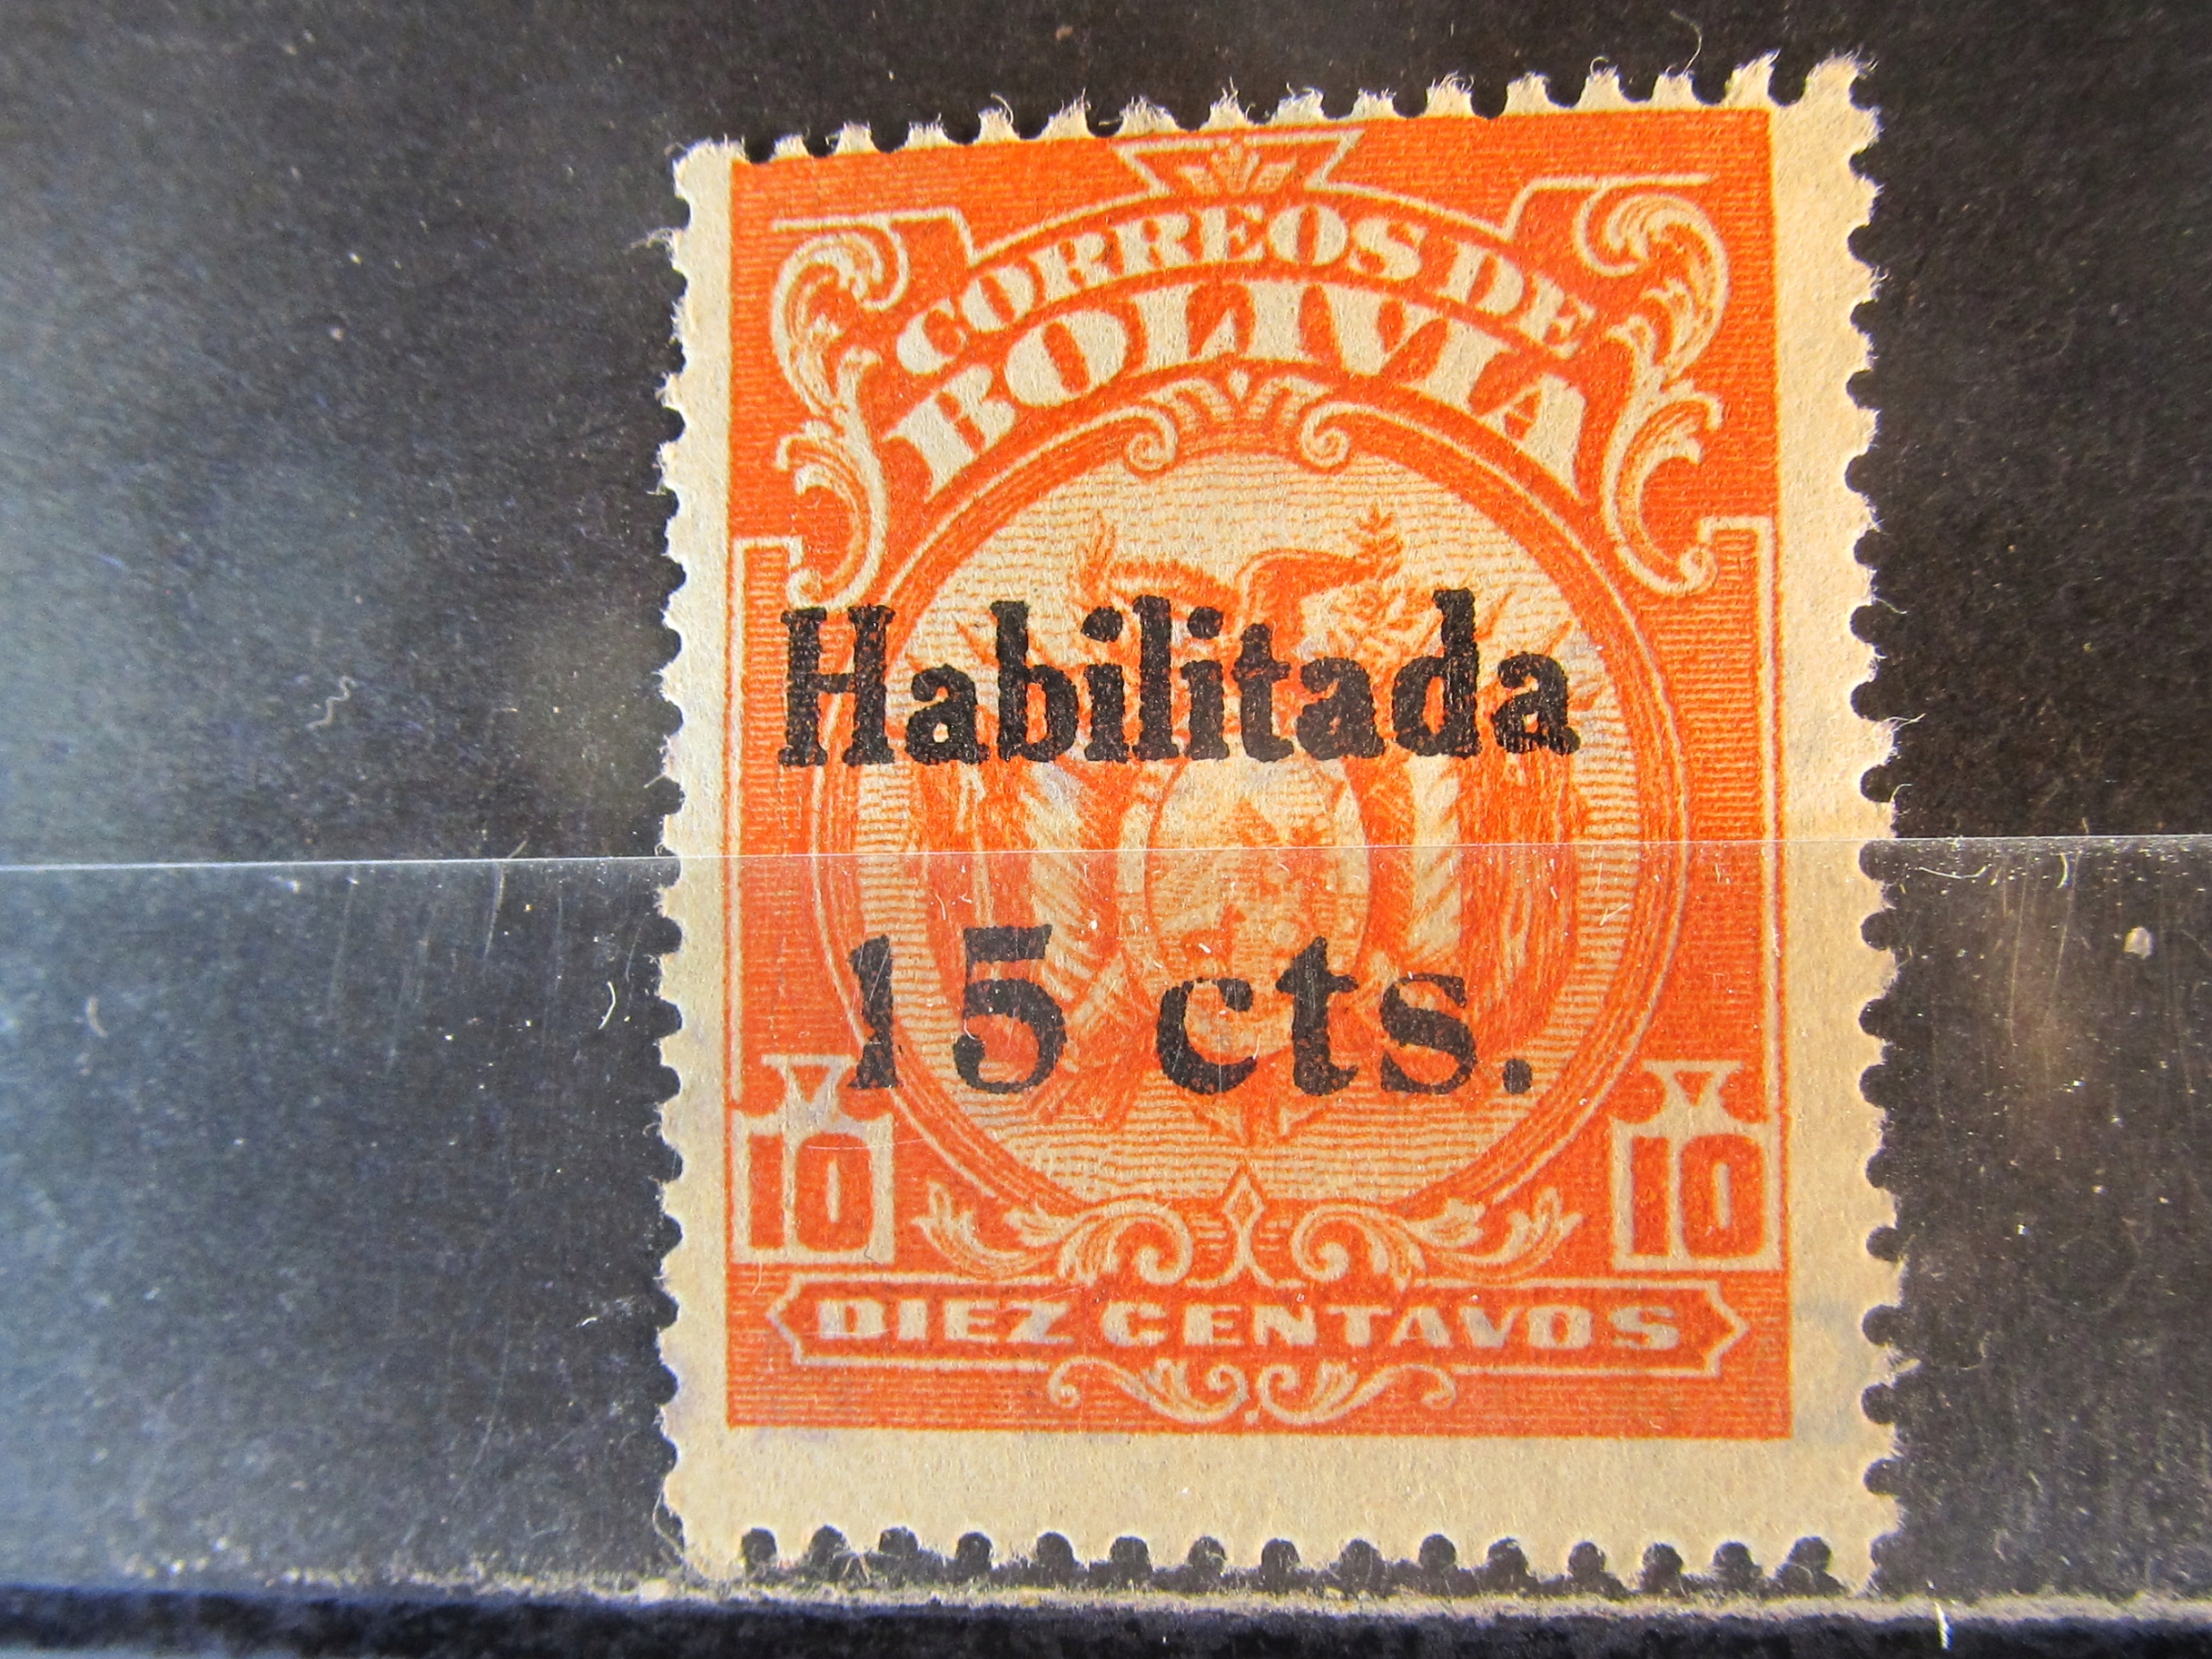 CORREOS DE
BOLIVIA
Habilitada
15 cts.
10 10
DIEZ CENTAVOS